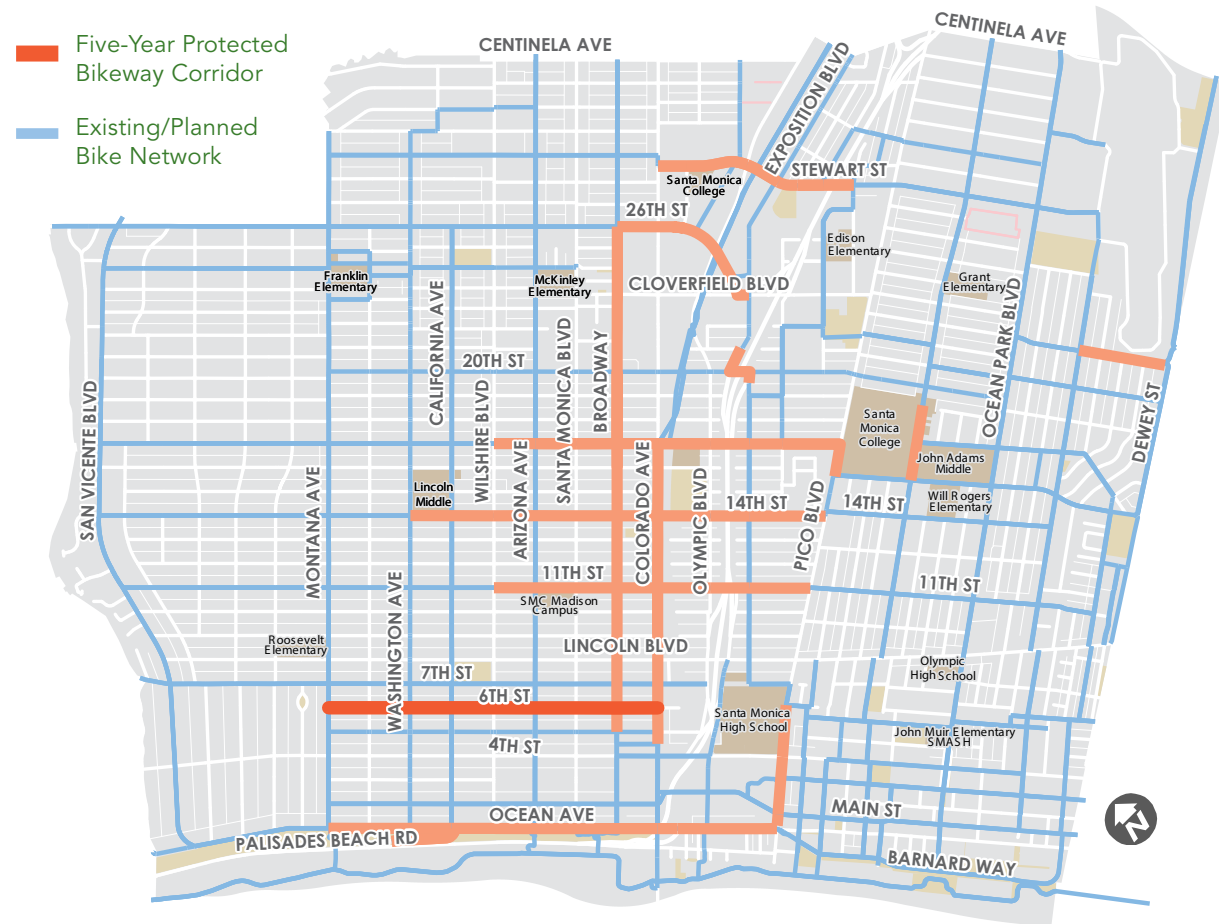 Five-Year Protected
Bikeway Corridor
Existing/Planned
Bike Network
CENTINELA AVE
CENTINELA AVE
EXPOSITION BLVD
STEWART ST
Santa Monica
College
26TH ST
Edison
Elementary
Franklin
Elementary
McKinley
Elementary
CLOVERFIELD BLVD
Grant
Elementary
CALIFORNIA AVE
SANTA MONICA BLVD
BROADWAY
OCEAN PARK BLVD
20TH ST
WILSHIRE BLVD
SAN VICENTE BLVD
DEWEY ST
Santa
Monica
College
MONTANA AVE
ARIZONA AVE
COLORADO AVE
OLYMPIC BLVD
John Adams
Middle
Lincoln
Middle
14TH ST
14TH ST
Will Rogers
Elementary
PICO BLVD
11TH ST
11TH ST
SMC Madison
Campus
WASHINGTON AVE
Roosevelt
Elementary
LINCOLN BLVD
7TH ST
Olympic
High School
6TH ST
Santa Monica
High School
4TH ST
John Muir Elementary
SMASH
OCEAN AVE
MAIN ST
PALISADES BEACH RD
BARNARD WAY
N